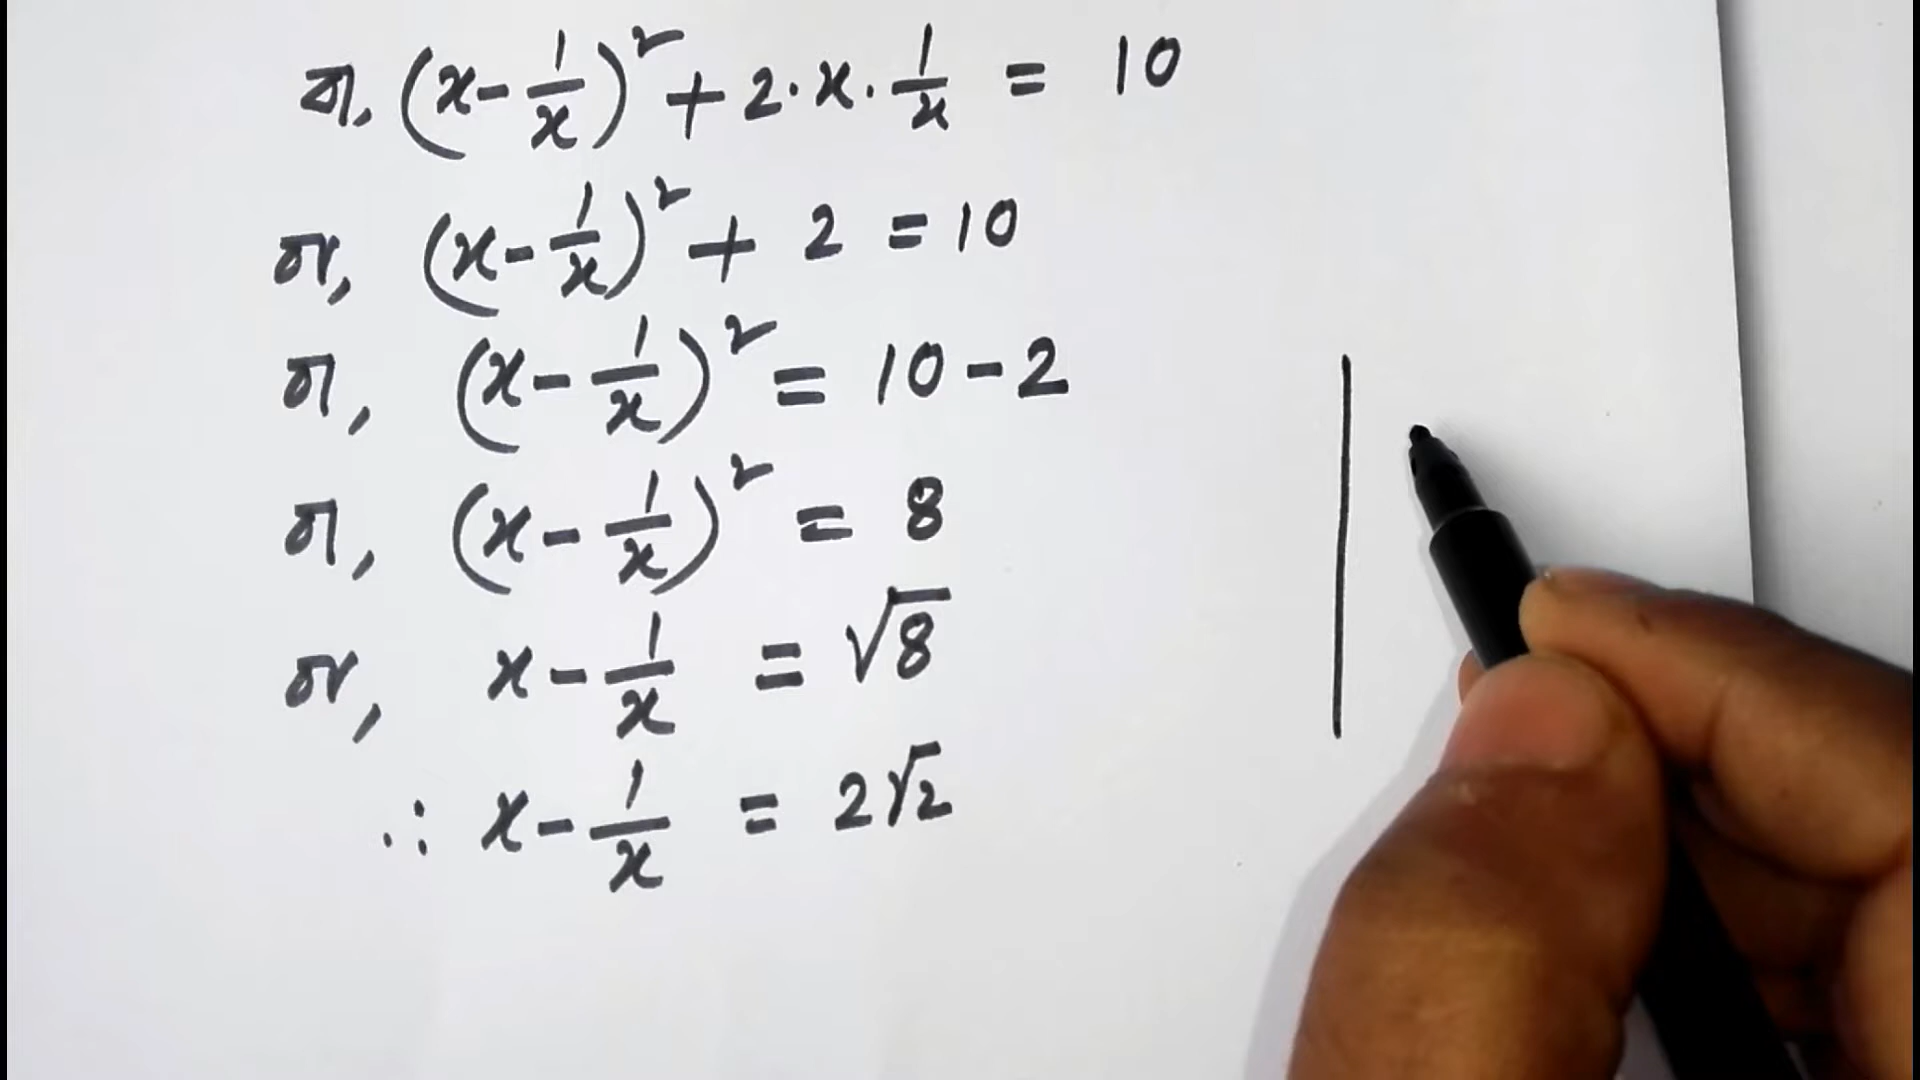 বা, (x - 1/x)² + 2·x·1/x = 10
বা, (x - 1/x)² + 2 = 10
বা, (x - 1/x)² = 10 - 2
বা, (x - 1/x)² = 8
বা, x - 1/x = √8
∴ x - 1/x = 2√2